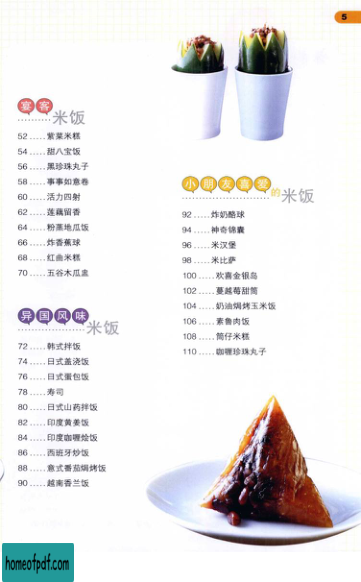 5
宴客米饭
52.....紫菜米糕
54.....甜八宝饭
56.....黑珍珠丸子
58.....事事如意卷
60.....活力四射
62.....莲藕留香
64.....粉蒸地瓜饭
66.....炸香蕉球
68.....红曲米糕
70.....五谷木瓜盅
异国风味米饭
72.....韩式拌饭
74.....日式盖浇饭
76.....日式蛋包饭
78.....寿司
80.....日式山药拌饭
82.....印度黄姜饭
84.....印度咖喱烩饭
86.....西班牙炒饭
88.....意式番茄焗烤饭
90.....越南香兰饭
小朋友喜爱的米饭
92.....炸奶酪球
94.....神奇锦囊
96.....米汉堡
98.....米比萨
100.....欢喜金银岛
102.....蔓越莓甜筒
104.....奶油焗烤玉米饭
106.....素鲁肉饭
108.....筒仔米糕
110.....咖喱珍珠丸子
homeofpdf.com